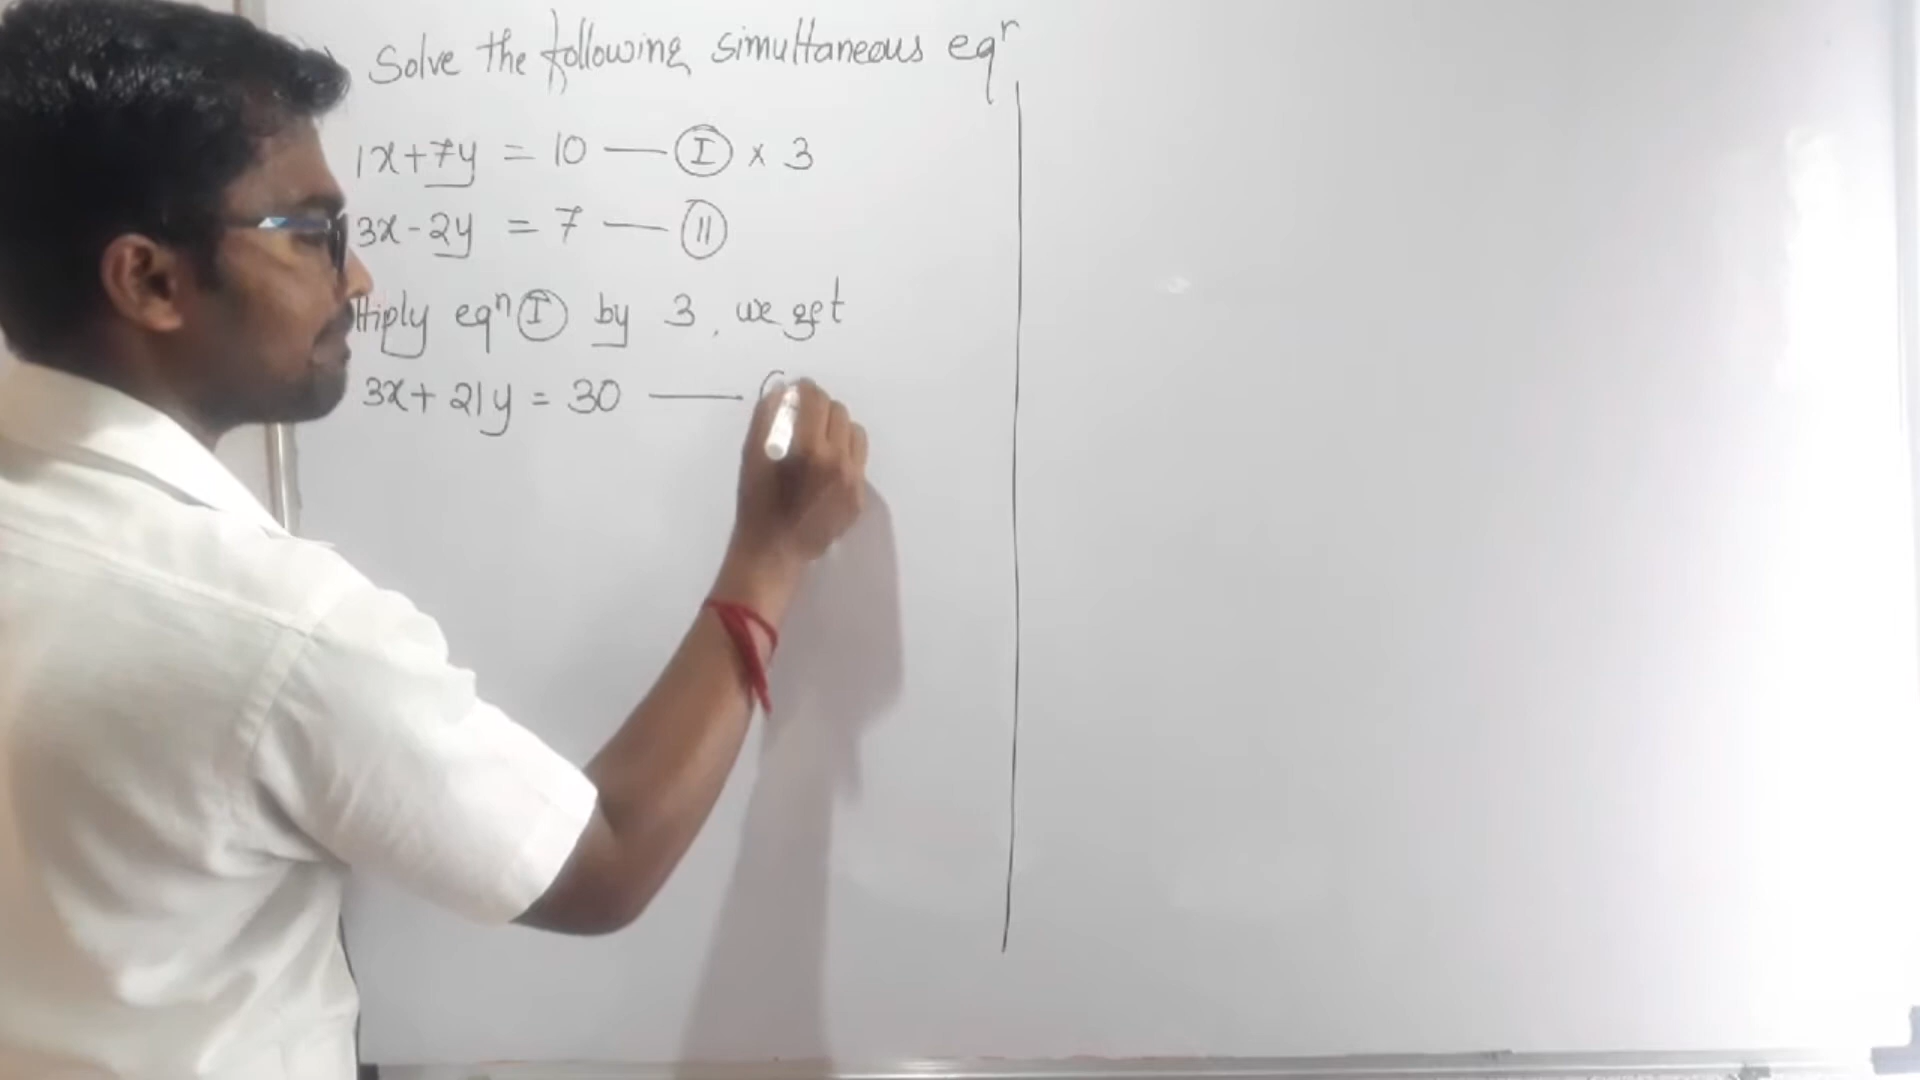 Solve the following simultaneous eqⁿ
1x+7y = 10 — I × 3
3x-2y = 7 — II
ltiply eqⁿ I by 3, we get
3x+ 21y = 30 —